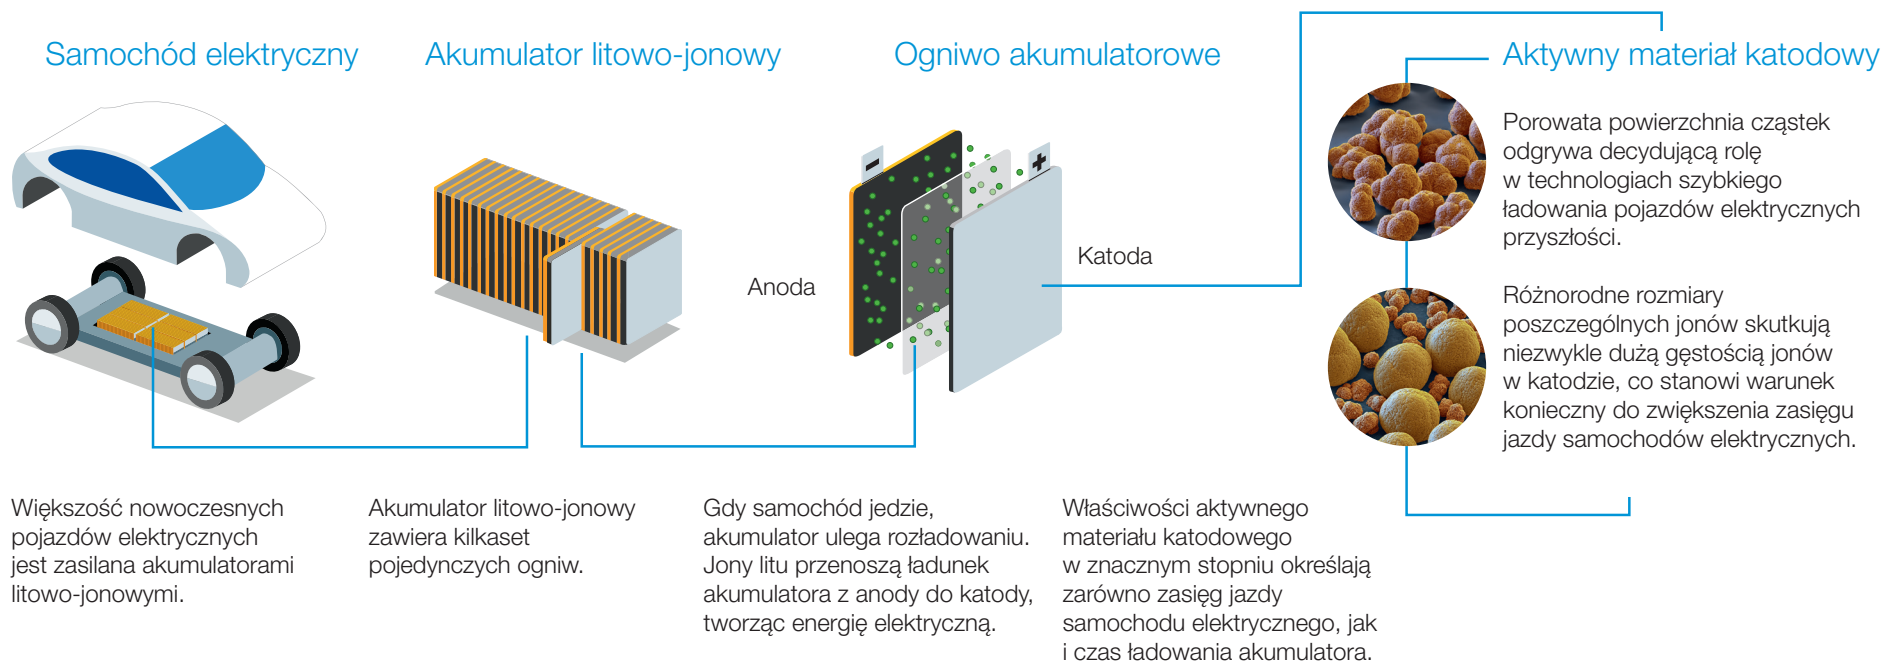 Samochód elektryczny
Akumulator litowo-jonowy
Ogniwo akumulatorowe
Aktywny materiał katodowy
Porowata powierzchnia cząstek
odgrywa decydującą rolę
w technologiach szybkiego
ładowania pojazdów elektrycznych
przyszłości.
-
+
Anoda
Katoda
Różnorodne rozmiary
poszczególnych jonów skutkują
niezwykle dużą gęstością jonów
w katodzie, co stanowi warunek
konieczny do zwiększenia zasięgu
jazdy samochodów elektrycznych.
Większość nowoczesnych
pojazdów elektrycznych
jest zasilana akumulatorami
litowo-jonowymi.
Akumulator litowo-jonowy
zawiera kilkaset
pojedynczych ogniw.
Gdy samochód jedzie,
akumulator ulega rozładowaniu.
Jony litu przenoszą ładunek
akumulatora z anody do katody,
tworząc energię elektryczną.
Właściwości aktywnego
materiału katodowego
w znacznym stopniu określają
zarówno zasięg jazdy
samochodu elektrycznego, jak
i czas ładowania akumulatora.